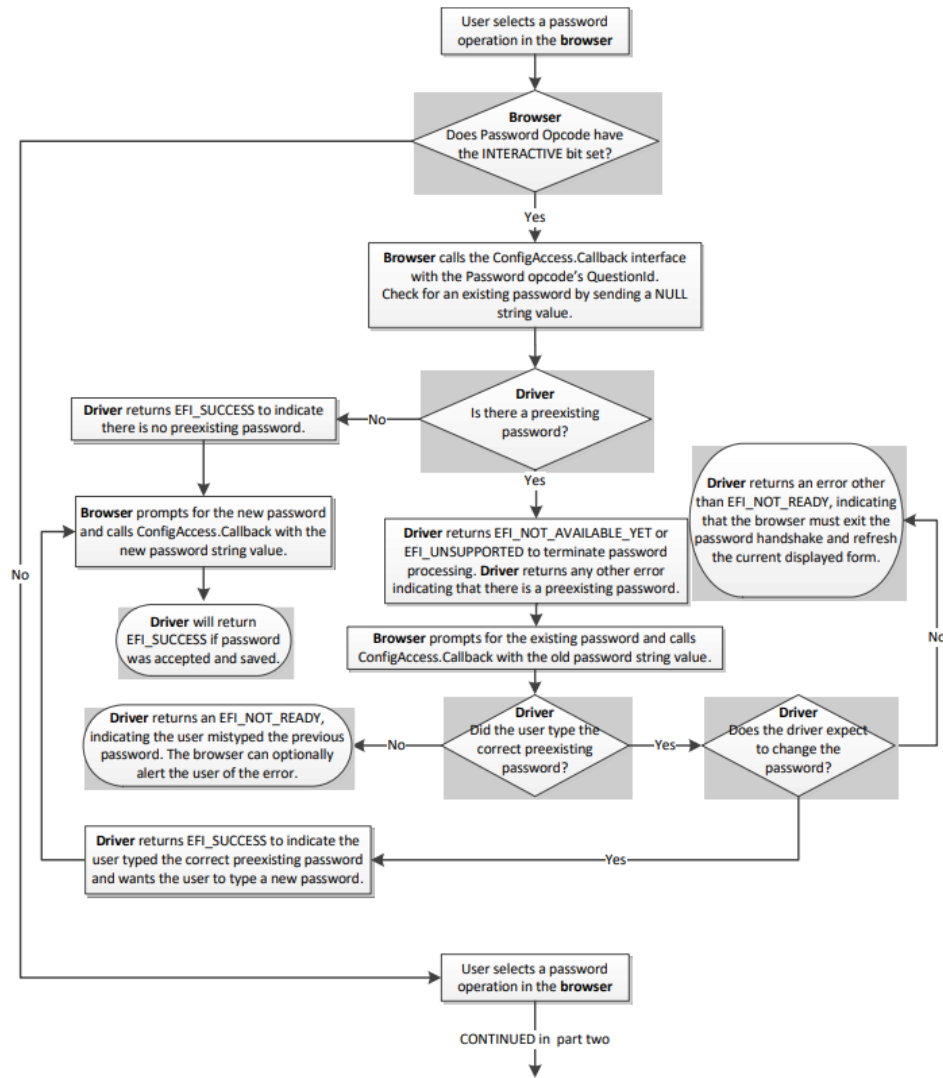 User selects a password
operation in the browser
Browser
Does Password Opcode have
the INTERACTIVE bit set?
Yes
Browser calls the ConfigAccess.Callback interface
with the Password opcode's QuestionId.
Check for an existing password by sending a NULL
string value.
Driver
Is there a preexisting
password?
No
Driver returns EFI_SUCCESS to indicate
there is no preexisting password.
Yes
Driver returns an error other
than EFI_NOT_READY, indicating
that the browser must exit the
password handshake and refresh
the current displayed form.
Browser prompts for the new password
and calls ConfigAccess.Callback with the
new password string value.
Driver returns EFI_NOT_AVAILABLE_YET or
EFI_UNSUPPORTED to terminate password
processing. Driver returns any other error
indicating that there is a preexisting password.
No
Driver will return
EFI_SUCCESS if password
was accepted and saved.
Browser prompts for the existing password and calls
ConfigAccess.Callback with the old password string value.
No
Driver returns an EFI_NOT_READY,
indicating the user mistyped the previous
password. The browser can optionally
alert the user of the error.
No
Driver
Did the user type the
correct preexisting
password?
Yes
Driver
Does the driver expect
to change the
password?
Driver returns EFI_SUCCESS to indicate the
user typed the correct preexisting password
and wants the user to type a new password.
Yes
User selects a password
operation in the browser
CONTINUED in part two